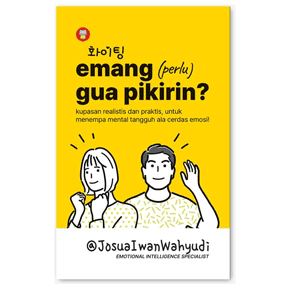 화이팅
emang (perlu)
gua pikirin?
kupasan realistis dan praktis, untuk
menempa mental tangguh ala cerdas emosi!
@JosuaIwanWahyudi
EMOTIONAL INTELLIGENCE SPECIALIST